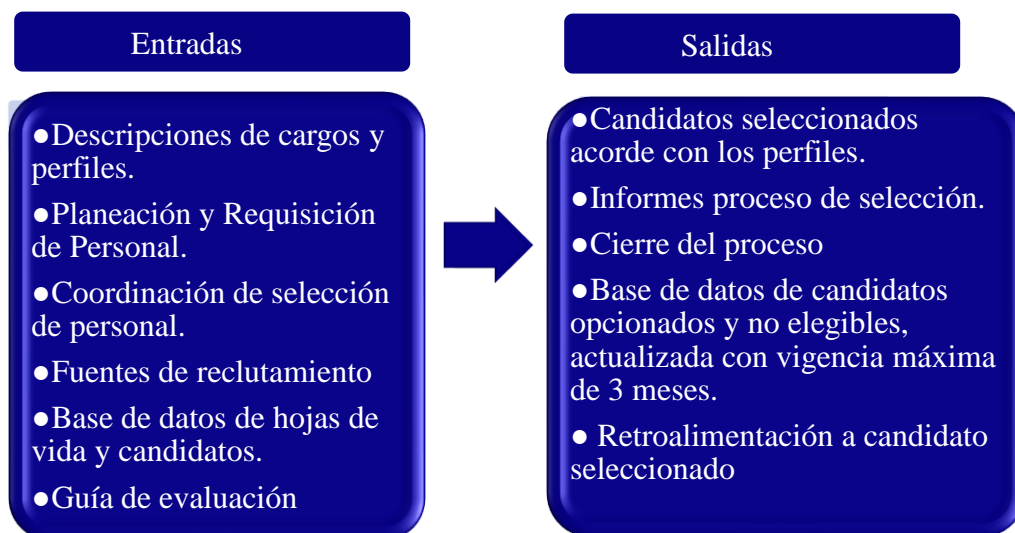 Entradas
●Descripciones de cargos y
perfiles.
●Planeación y Requisición
de Personal.
●Coordinación de selección
de personal.
●Fuentes de reclutamiento
●Base de datos de hojas de
vida y candidatos.
●Guía de evaluación
Salidas
●Candidatos seleccionados
acorde con los perfiles.
●Informes proceso de selección.
●Cierre del proceso
●Base de datos de candidatos
opcionados y no elegibles,
actualizada con vigencia máxima
de 3 meses.
● Retroalimentación a candidato
seleccionado